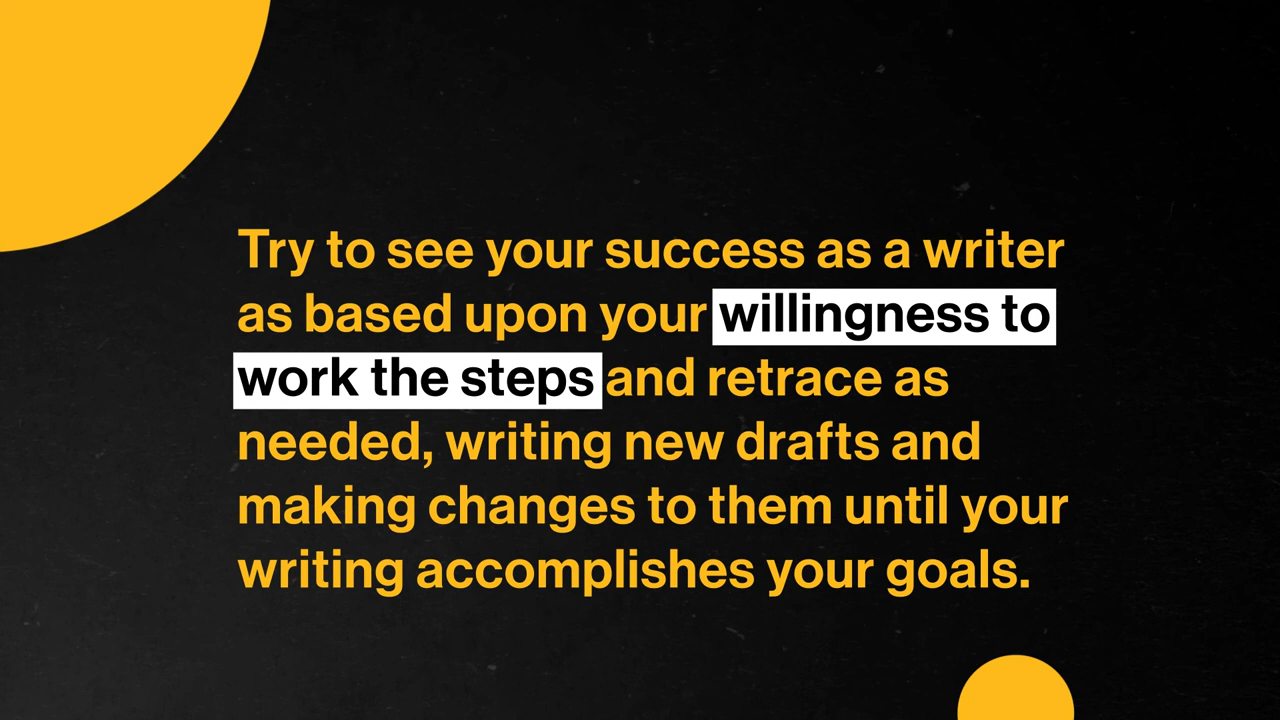 Try to see your success as a writer
as based upon your willingness to
work the steps and retrace as
needed, writing new drafts and
making changes to them until your
writing accomplishes your goals.